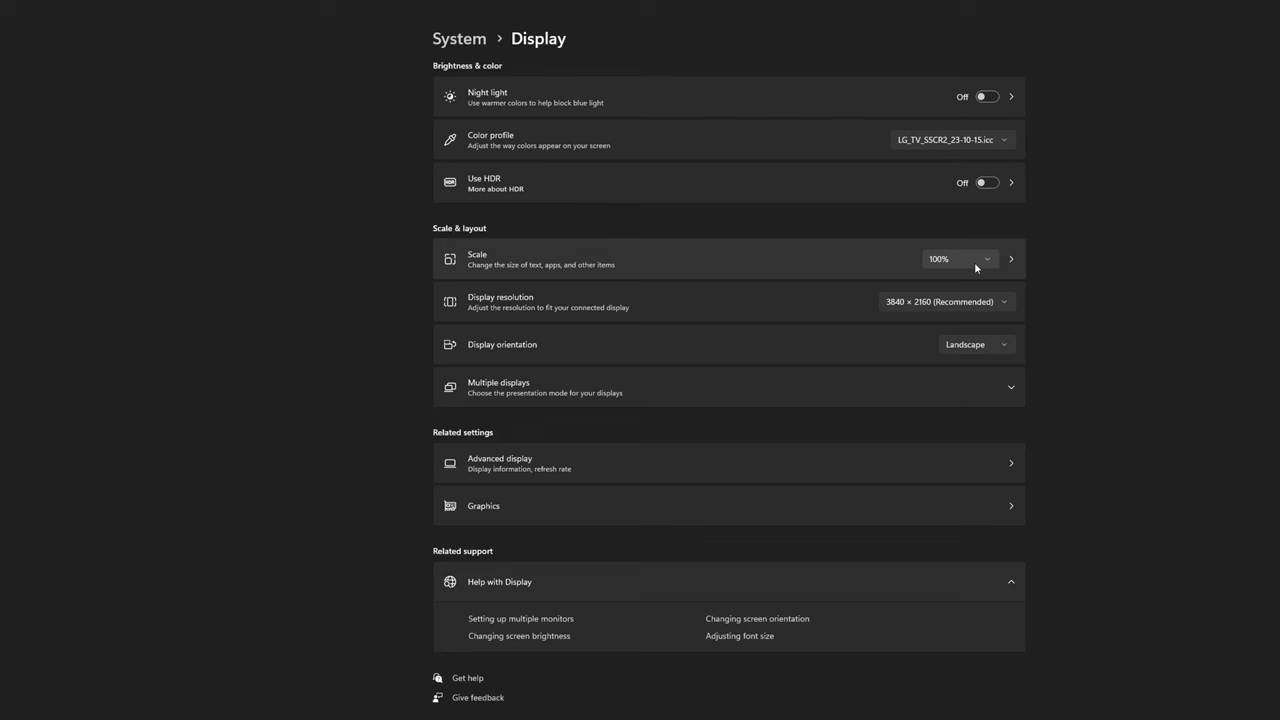 System > Display
Brightness & color
Night light
Use warmer colors to help block blue light
Off
Color profile
Adjust the way colors appear on your screen
LG_TV_SSCR2_23-10-15.icc
HDR
Use HDR
More about HDR
Off
Scale & layout
Scale
Change the size of text, apps, and other items
100%
Display resolution
Adjust the resolution to fit your connected display
3840 × 2160 (Recommended)
Display orientation
Landscape
Multiple displays
Choose the presentation mode for your displays
Related settings
Advanced display
Display information, refresh rate
Graphics
Related support
Help with Display
Setting up multiple monitors
Changing screen orientation
Changing screen brightness
Adjusting font size
Get help
Give feedback